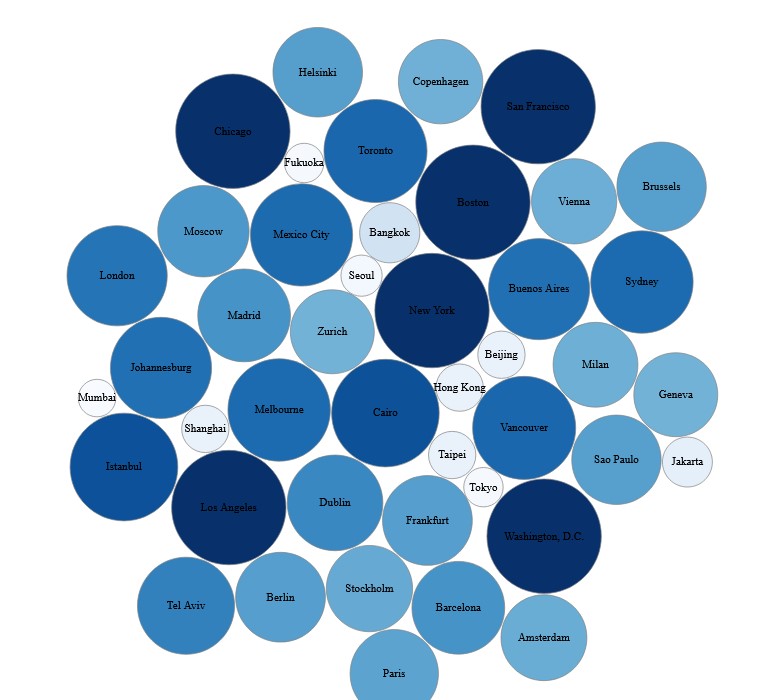 Helsinki
Copenhagen
San Francisco
Chicago
Toronto
Fukuoka
Brussels
Boston
Vienna
Moscow
Mexico City
Bangkok
London
Seoul
Sydney
Buenos Aires
New York
Madrid
Zurich
Beijing
Milan
Johannesburg
Hong Kong
Geneva
Mumbai
Melbourne
Cairo
Shanghai
Vancouver
Taipei
Sao Paulo
Jakarta
Istanbul
Tokyo
Dublin
Los Angeles
Frankfurt
Washington, D.C.
Stockholm
Berlin
Tel Aviv
Barcelona
Amsterdam
Paris